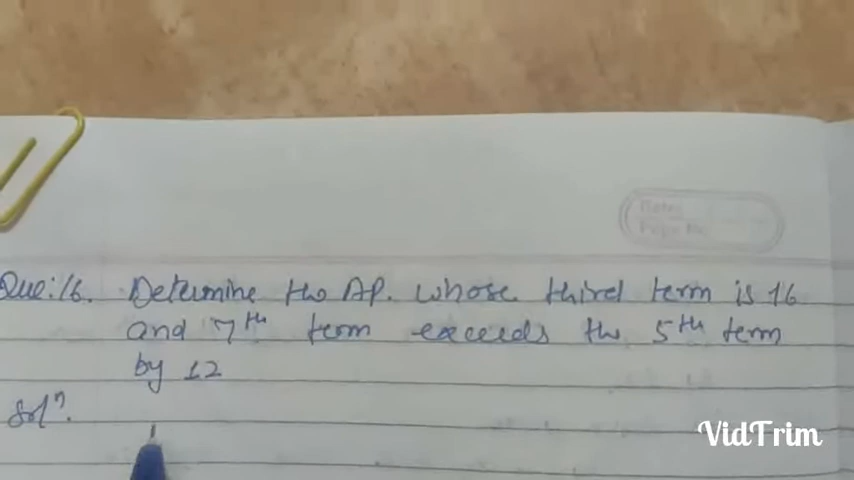 Que:16. Determine the AP. whose third term is 16
and 7th term exceeds the 5th term
by 12
Soln.
VidTrim